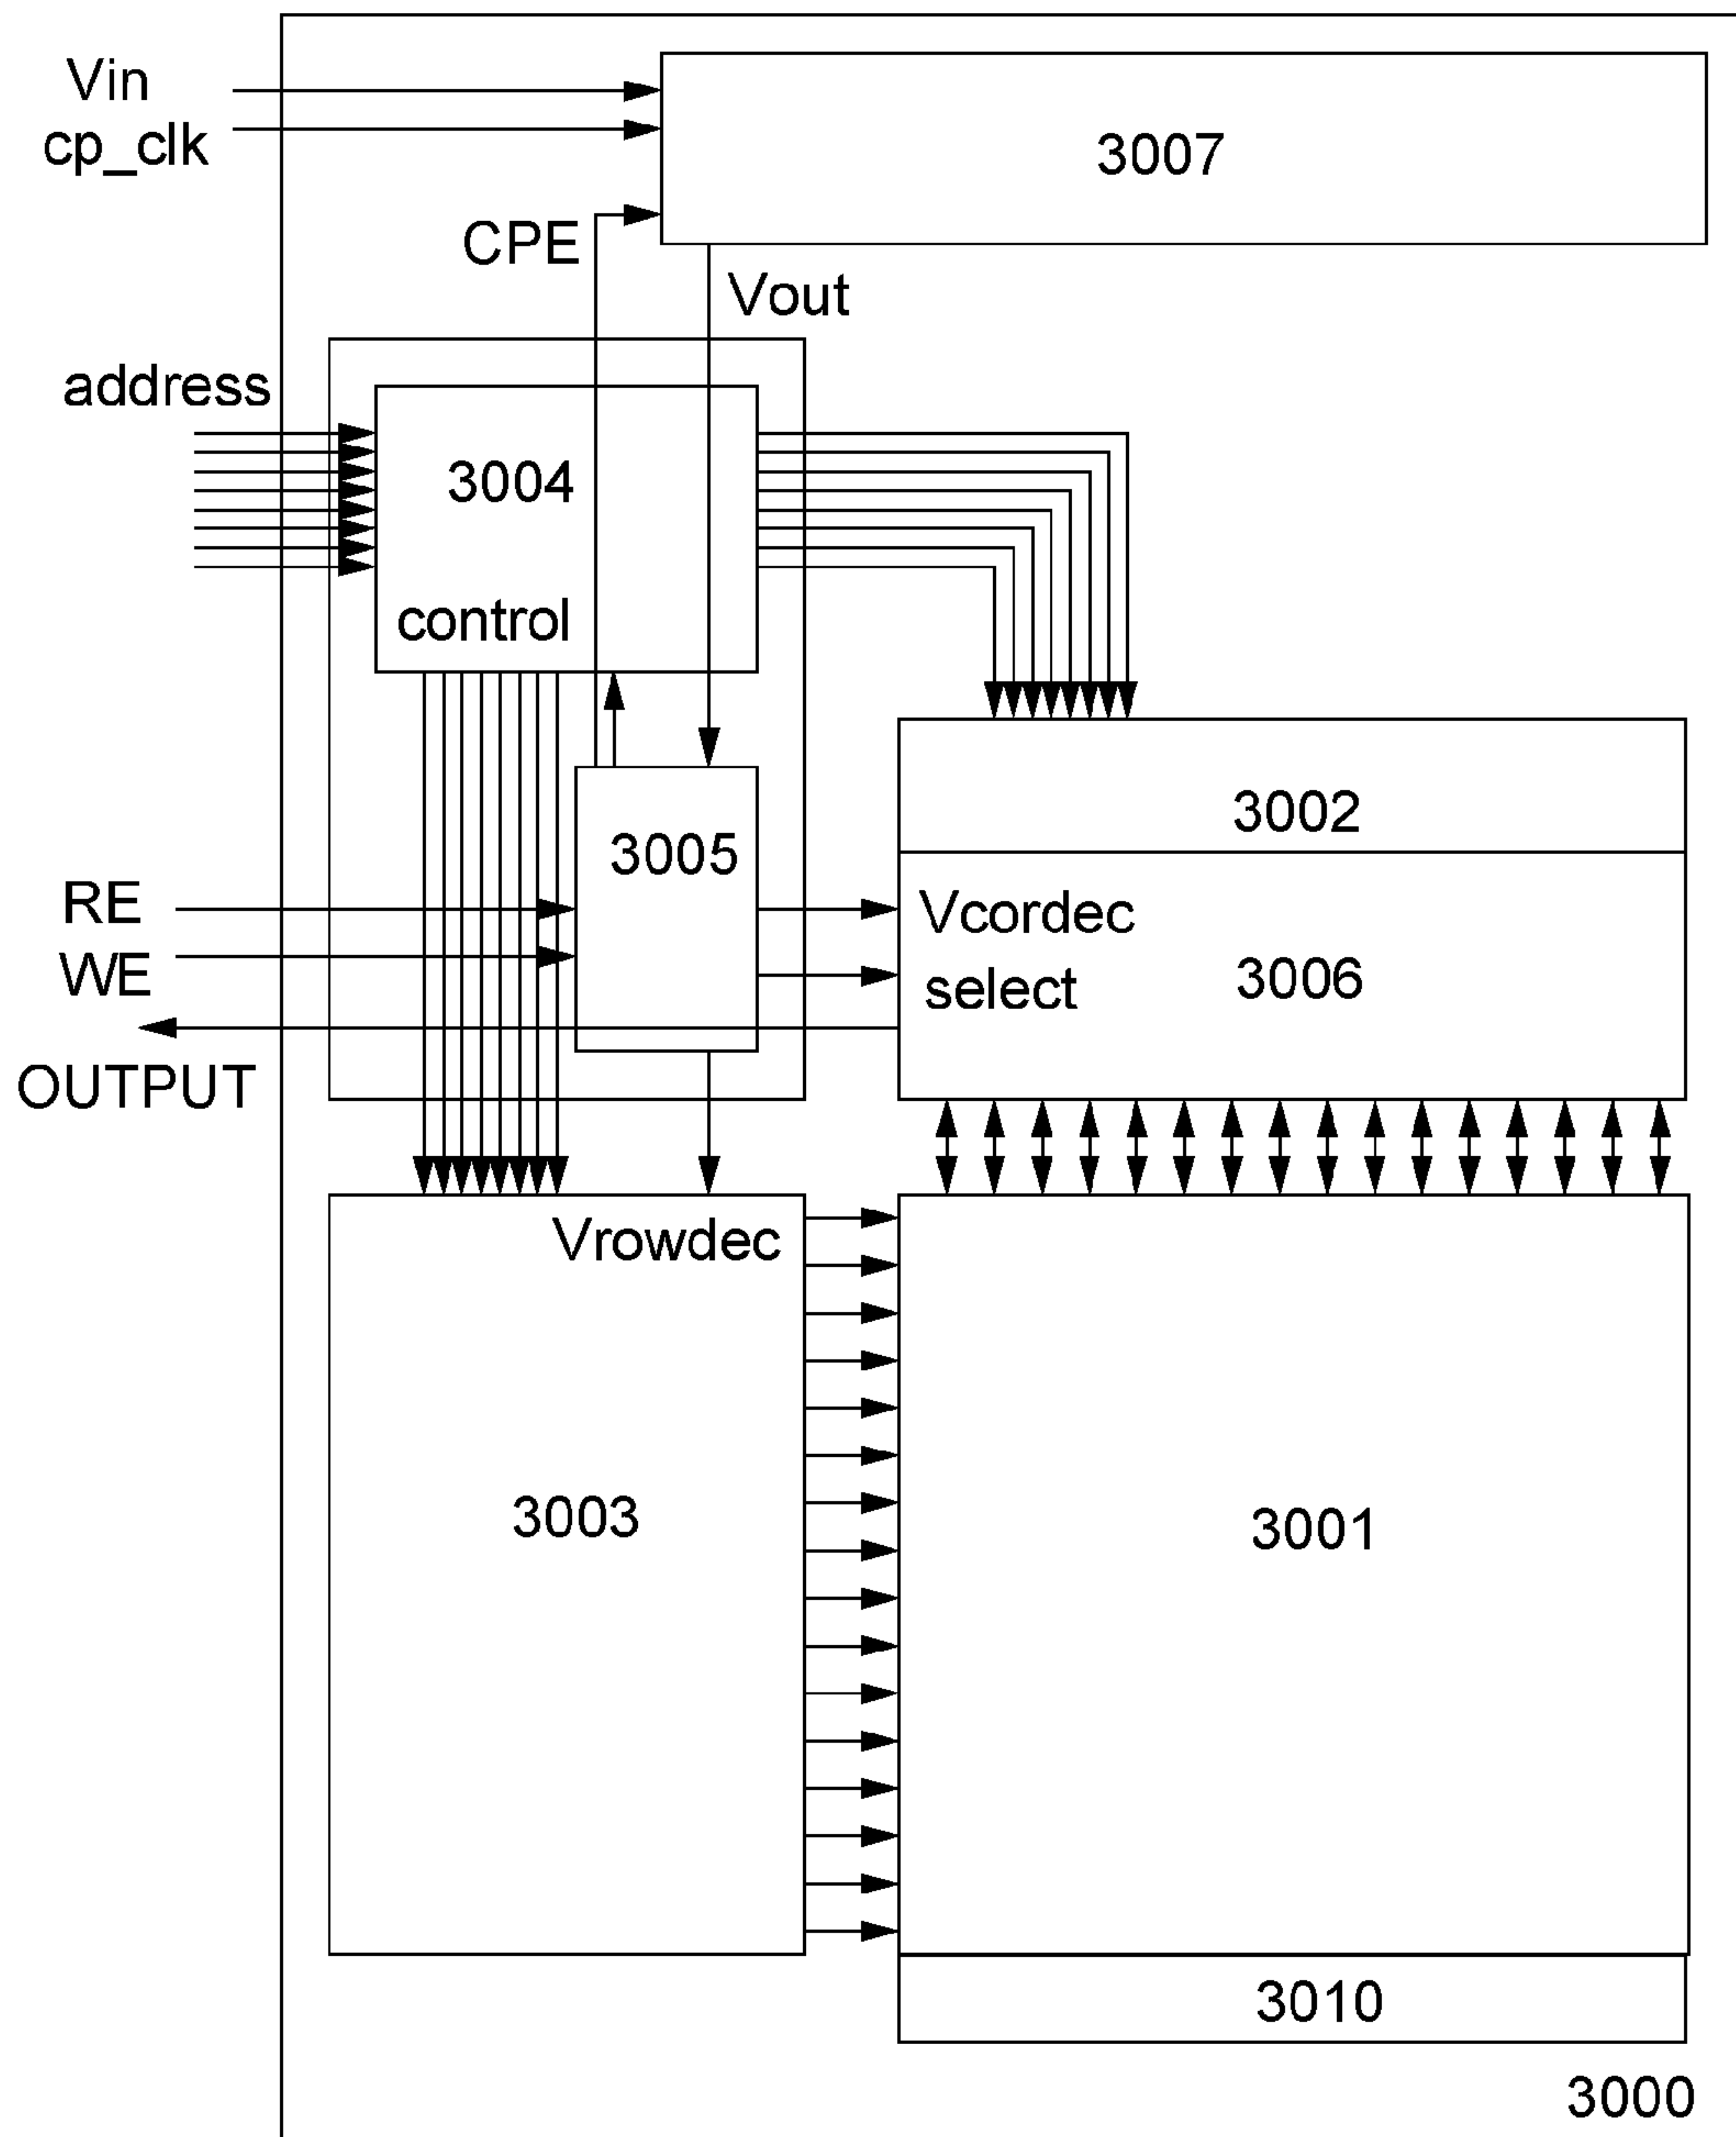 Vin
cp_clk
3007
CPE
Vout
address
3004
control
3002
3005
RE
WE
Vcordec
select
3006
OUTPUT
Vrowdec
3003
3001
3010
3000